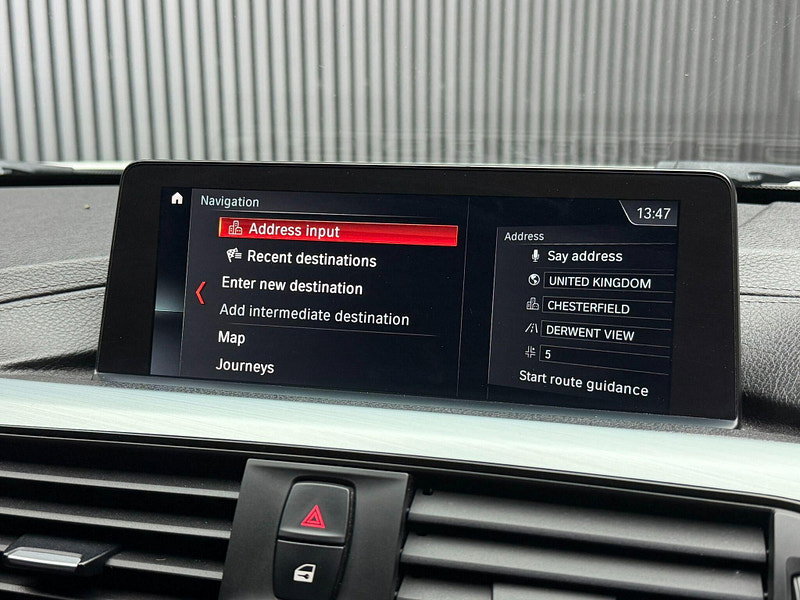 Navigation
13:47
Address input
Recent destinations
Enter new destination
Add intermediate destination
Map
Journeys
Address
Say address
UNITED KINGDOM
CHESTERFIELD
DERWENT VIEW
5
Start route guidance